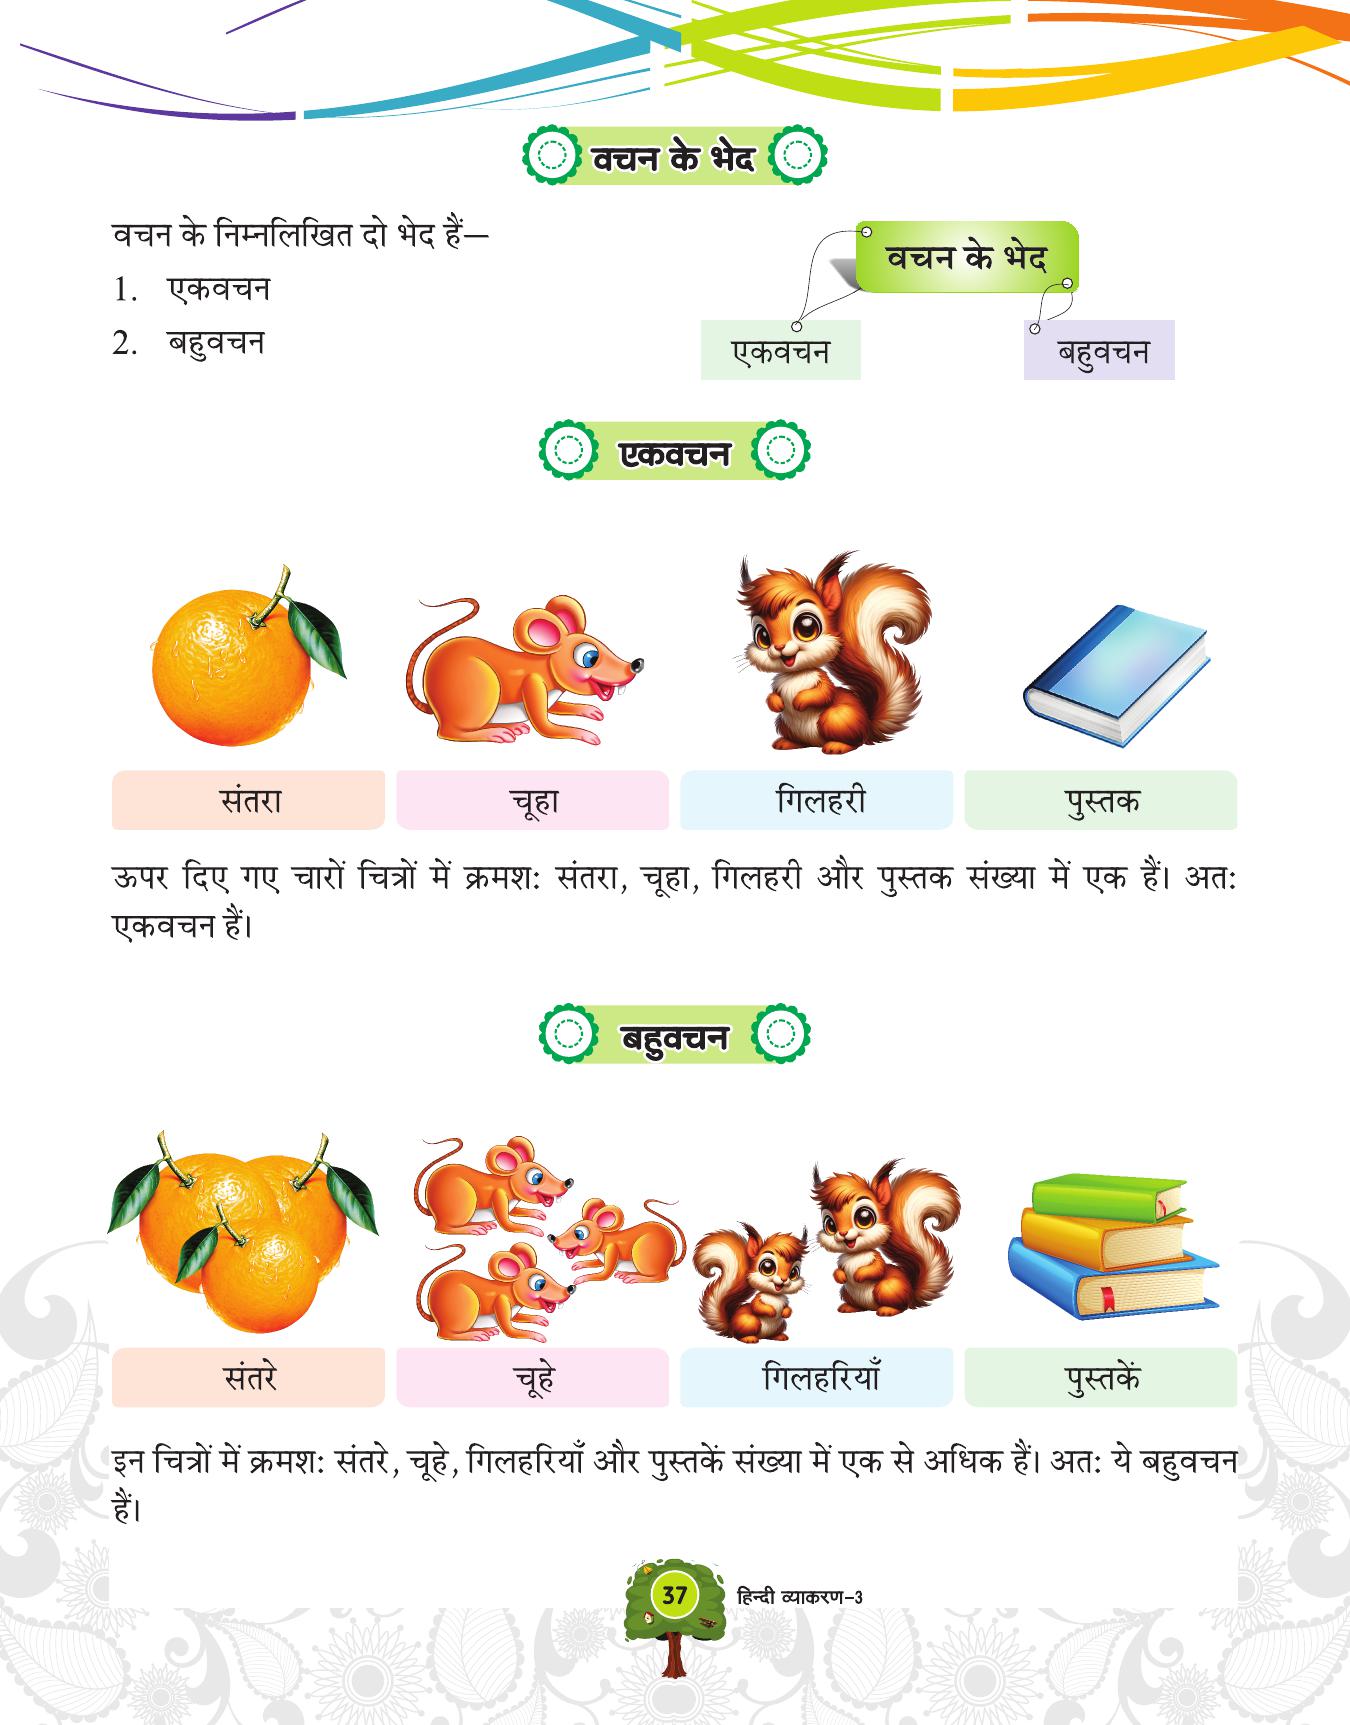 वचन के भेद
वचन के निम्नलिखित दो भेद हैं—
1. एकवचन
2. बहुवचन
वचन के भेद
एकवचन बहुवचन
एकवचन
संतरा चूहा गिलहरी पुस्तक
ऊपर दिए गए चारों चित्रों में क्रमश: संतरा, चूहा, गिलहरी और पुस्तक संख्या में एक हैं। अत:
एकवचन हैं।
बहुवचन
संतरे चूहे गिलहरियाँ पुस्तकें
इन चित्रों में क्रमश: संतरे, चूहे, गिलहरियाँ और पुस्तकें संख्या में एक से अधिक हैं। अत: ये बहुवचन
हैं।
37 हिन्दी व्याकरण-3